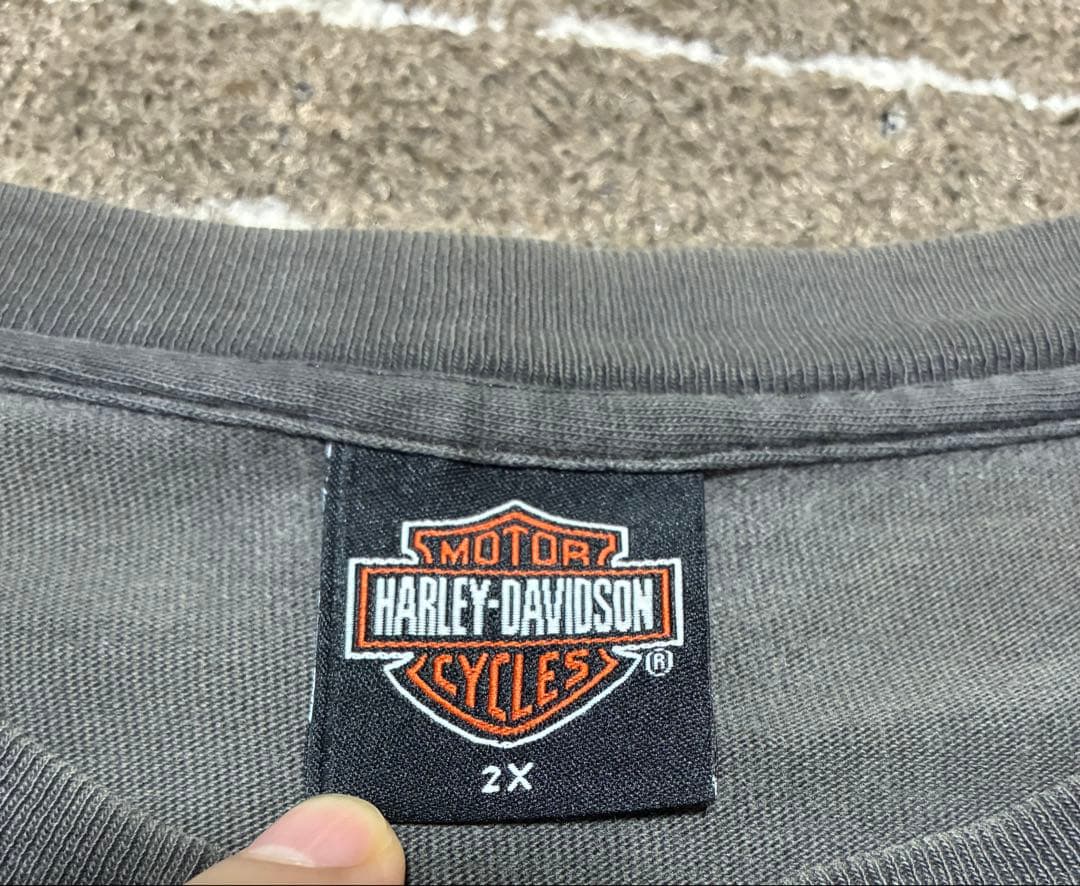 MOTOR
HARLEY-DAVIDSON
CYCLES
®
2X